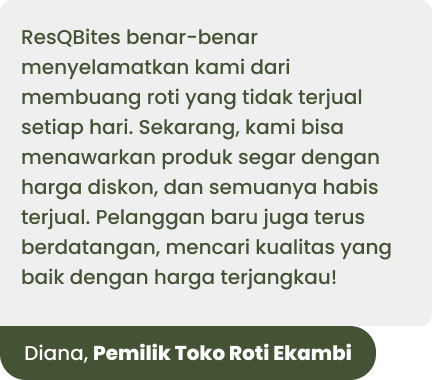 ResQBites benar-benar
menyelamatkan kami dari
membuang roti yang tidak terjual
setiap hari. Sekarang, kami bisa
menawarkan produk segar dengan
harga diskon, dan semuanya habis
terjual. Pelanggan baru juga terus
berdatangan, mencari kualitas yang
baik dengan harga terjangkau!
Diana, Pemilik Toko Roti Ekambi